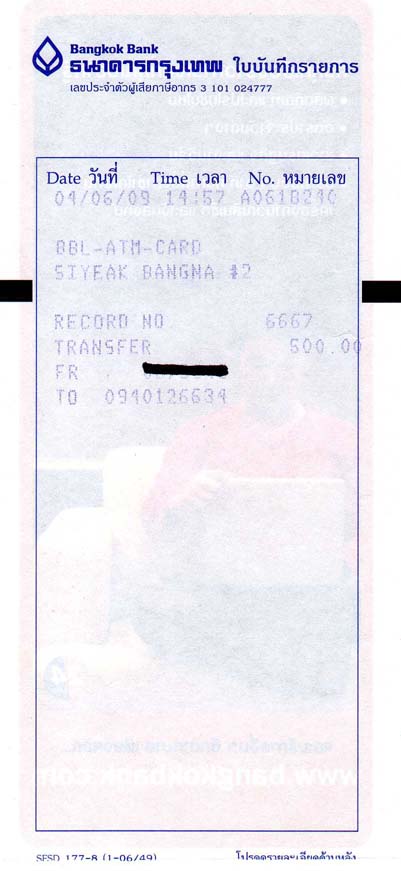 Bangkok Bank
ธนาคารกรุงเทพ ใบบันทึกรายการ
เลขประจำตัวผู้เสียภาษีอากร 3 101 024777
Date วันที่ Time เวลา No. หมายเลข
04/06/09 14:57 A061B24C
BBL-ATM-CARD
SIYEAK BANGNA #2
RECORD NO 6667
TRANSFER 500.00
FR
TO 0940126634
SFSD 177-8 (1-06/49) โปรดดูรายละเอียดด้านหลัง
www.bangkokbank.com